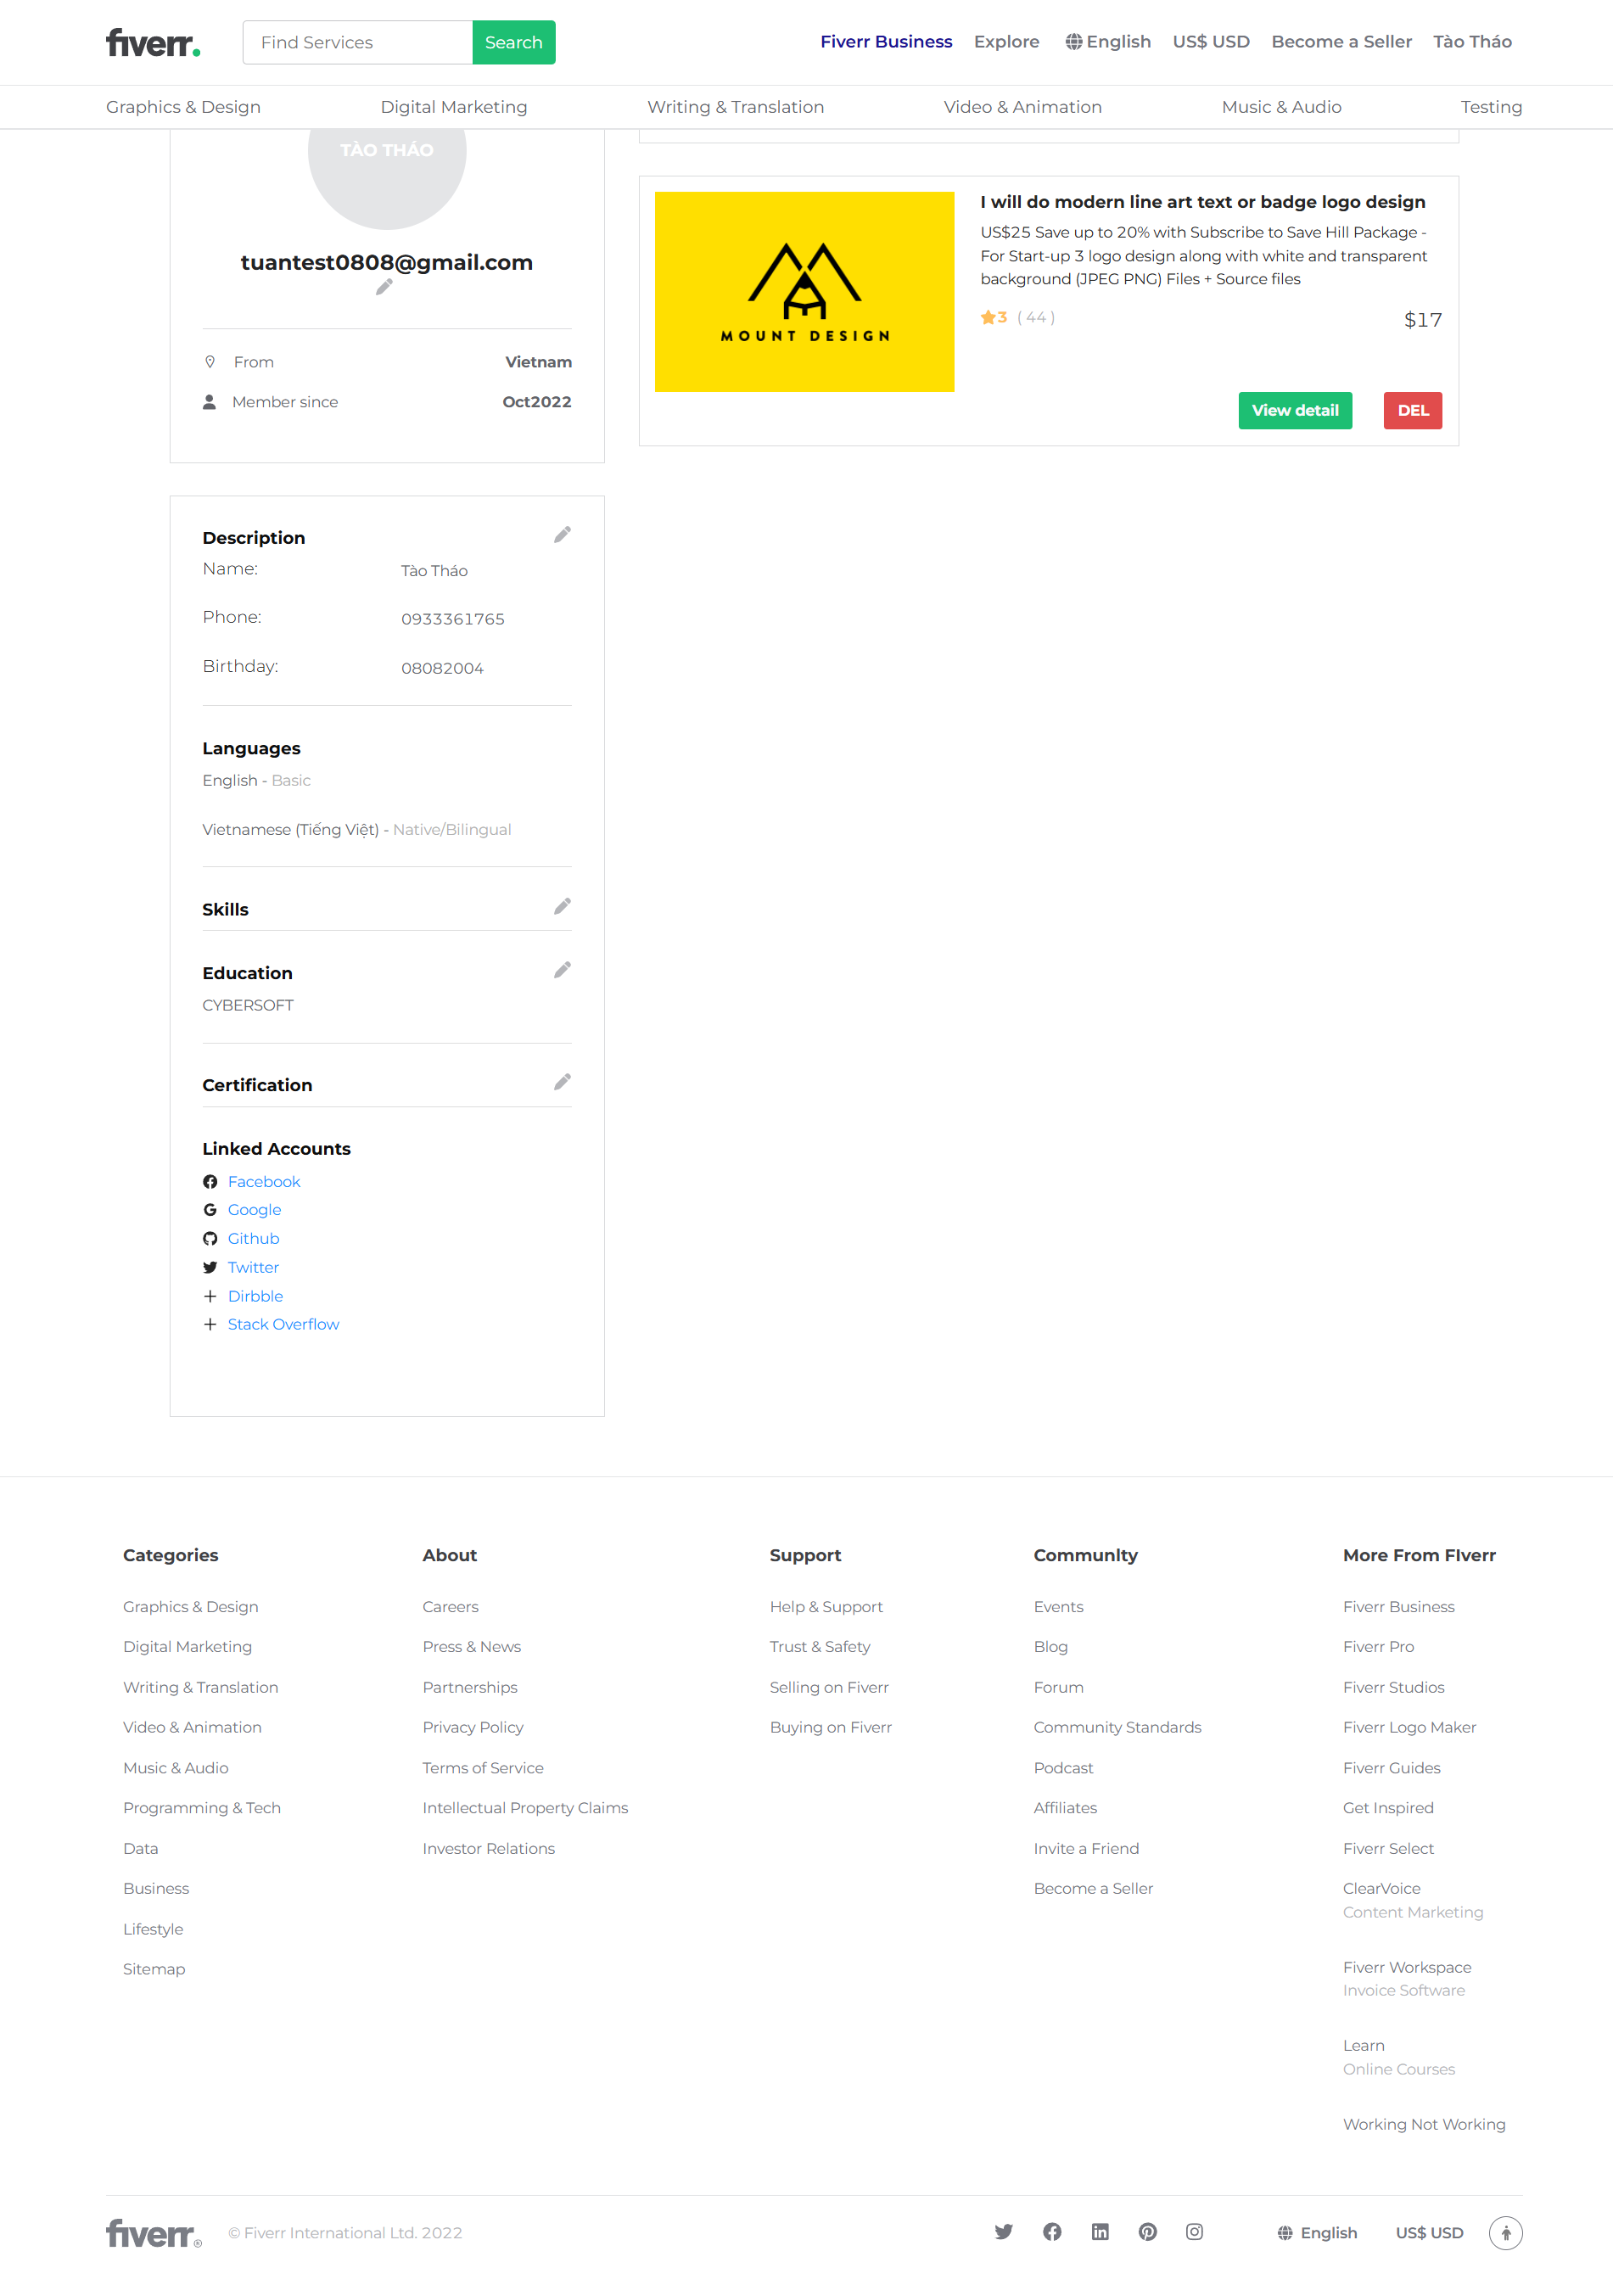 fiverr.
Find Services
Search
Fiverr Business
Explore
English
US$ USD
Become a Seller
Tào Tháo
Graphics & Design
Digital Marketing
Writing & Translation
Video & Animation
Music & Audio
Testing
TÀO THÁO
tuantest0808@gmail.com
From
Vietnam
Member since
Oct2022
MOUNT DESIGN
I will do modern line art text or badge logo design
US$25 Save up to 20% with Subscribe to Save Hill Package -
For Start-up 3 logo design along with white and transparent
background (JPEG PNG) Files + Source files
3 ( 44 )
$17
View detail
DEL
Description
Name:
Tào Tháo
Phone:
0933361765
Birthday:
08082004
Languages
English - Basic
Vietnamese (Tiếng Việt) - Native/Bilingual
Skills
Education
CYBERSOFT
Certification
Linked Accounts
Facebook
Google
Github
Twitter
Dirbble
Stack Overflow
Categories
Graphics & Design
Digital Marketing
Writing & Translation
Video & Animation
Music & Audio
Programming & Tech
Data
Business
Lifestyle
Sitemap
About
Careers
Press & News
Partnerships
Privacy Policy
Terms of Service
Intellectual Property Claims
Investor Relations
Support
Help & Support
Trust & Safety
Selling on Fiverr
Buying on Fiverr
CommunIty
Events
Blog
Forum
Community Standards
Podcast
Affiliates
Invite a Friend
Become a Seller
More From FIverr
Fiverr Business
Fiverr Pro
Fiverr Studios
Fiverr Logo Maker
Fiverr Guides
Get Inspired
Fiverr Select
ClearVoice
Content Marketing
Fiverr Workspace
Invoice Software
Learn
Online Courses
Working Not Working
fiverr®
© Fiverr International Ltd. 2022
English
US$ USD